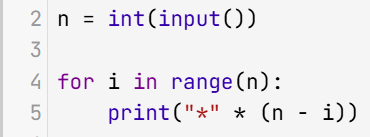 2 n = int(input())
3
4 for i in range(n):
5     print("*" * (n - i))